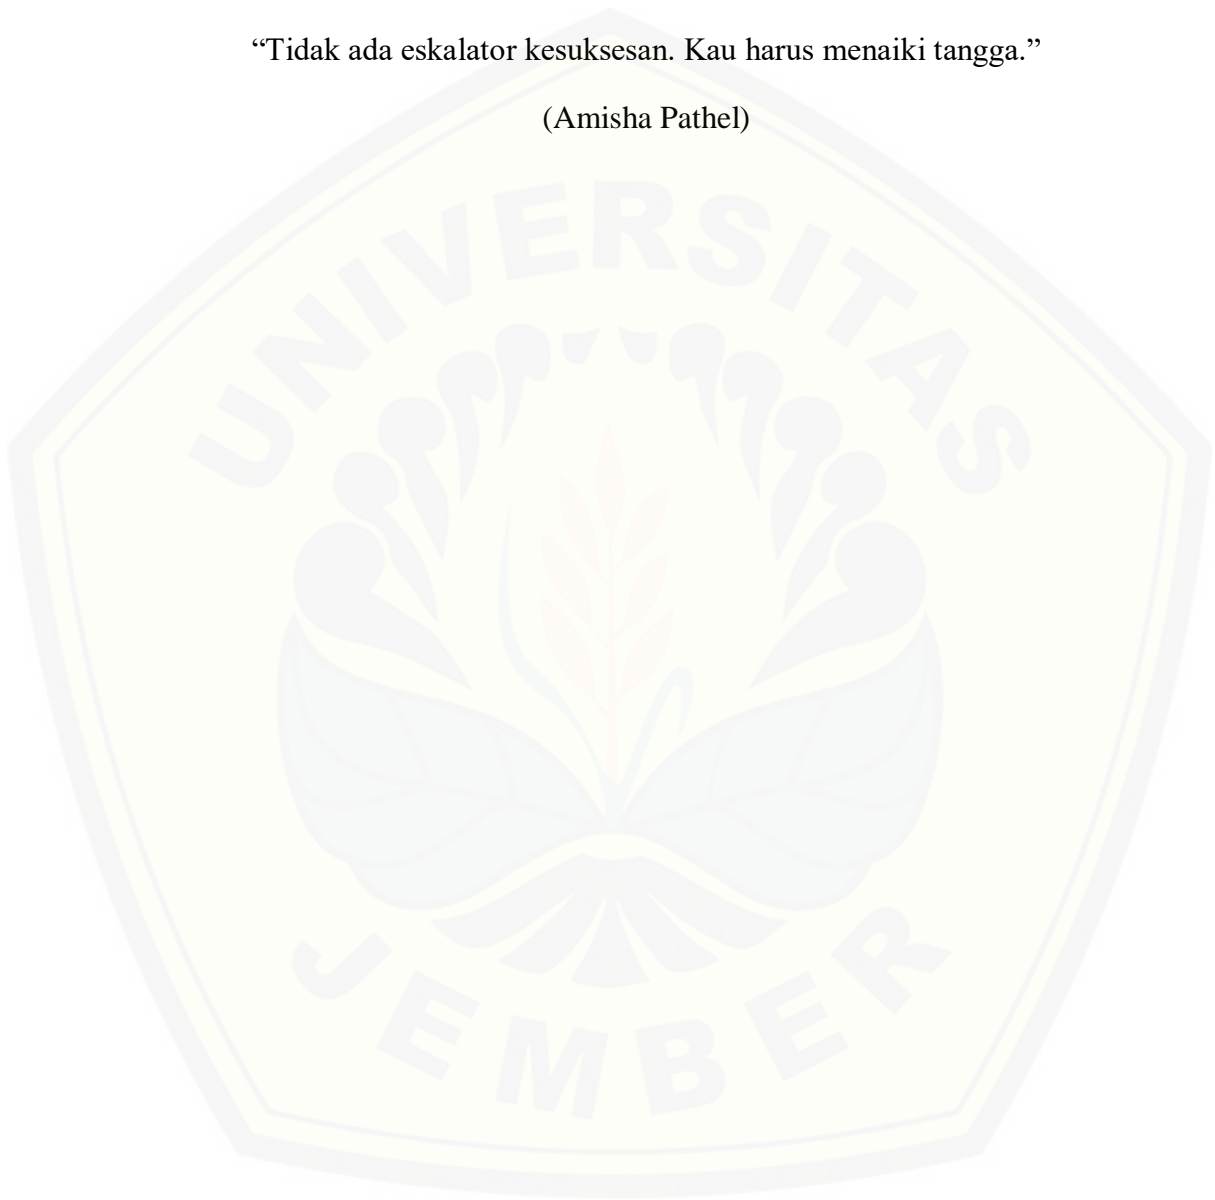 “Tidak ada eskalator kesuksesan. Kau harus menaiki tangga.”
(Amisha Pathel)
UNIVERSITAS
JEMBER